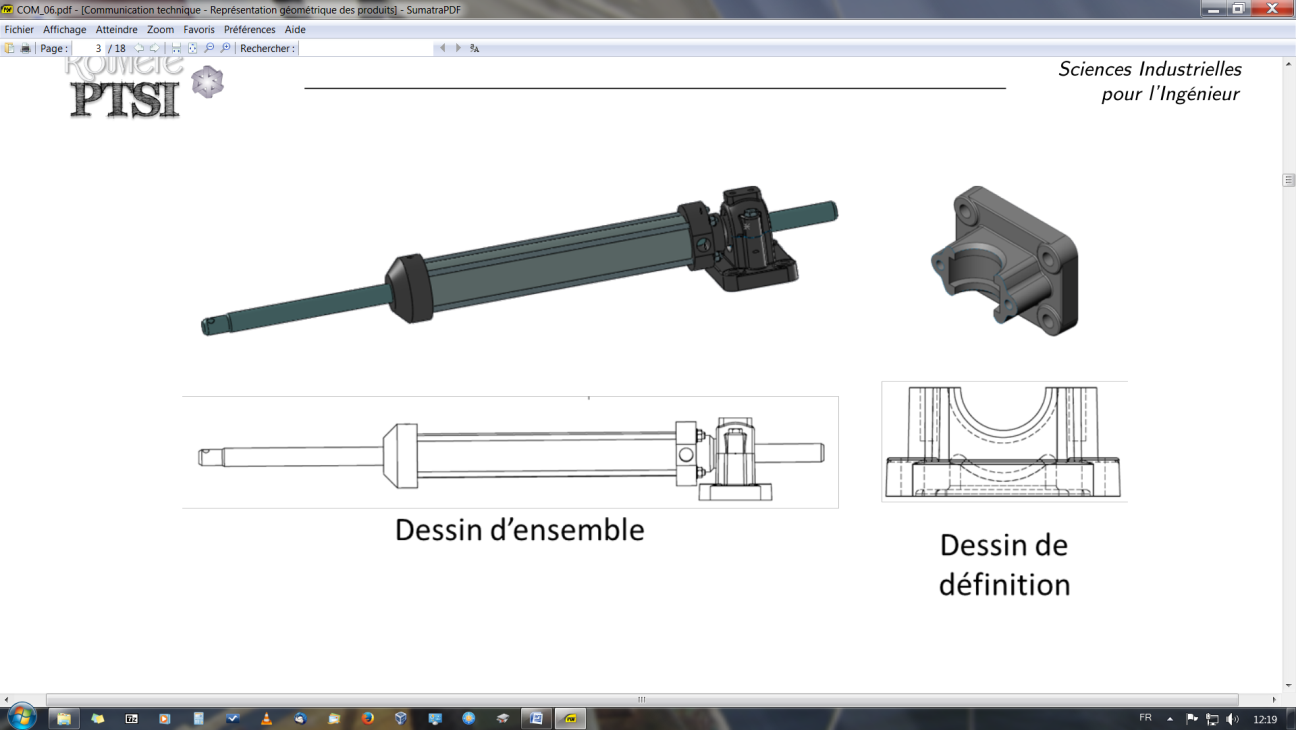 COM_06.pdf - [Communication technique - Représentation géométrique des produits] - SumatraPDF
Fichier Affichage Atteindre Zoom Favoris Préférences Aide
Page : 3 / 18 Rechercher :
Rouvière
PTSI
Sciences Industrielles
pour l'Ingénieur
Dessin d'ensemble
Dessin de
définition
FR 12:19